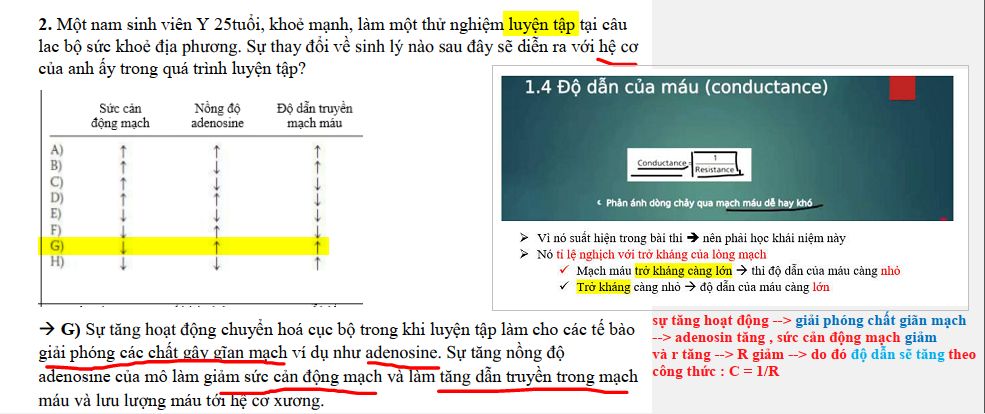 2. Một nam sinh viên Y 25tuổi, khoẻ mạnh, làm một thử nghiệm luyện tập tại câu
lac bộ sức khoẻ địa phương. Sự thay đổi về sinh lý nào sau đây sẽ diễn ra với hệ cơ
của anh ấy trong quá trình luyện tập?
Sức cản động mạch Nồng độ adenosine Độ dẫn truyền mạch máu
A) ↑ ↑ ↑
B) ↑ ↓ ↑
C) ↑ ↓ ↓
D) ↑ ↑ ↓
E) ↓ ↓ ↓
F) ↓ ↑ ↓
G) ↓ ↑ ↑
H) ↓ ↓ ↑
→ G) Sự tăng hoạt động chuyển hoá cục bộ trong khi luyện tập làm cho các tế bào
giải phóng các chất gây gĩan mạch ví dụ như adenosine. Sự tăng nồng độ
adenosine của mô làm giảm sức cản động mạch và làm tăng dẫn truyền trong mạch
máu và lưu lượng máu tới hệ cơ xương.
1.4 Độ dẫn của máu (conductance)
Conductance= 1
Resistance
Phản ánh dòng chảy qua mạch máu dễ hay khó
➢ Vì nó suất hiện trong bài thi → nên phải học khái niệm này
➢ Nó tỉ lệ nghịch với trở kháng của lòng mạch
✓ Mạch máu trở kháng càng lớn → thì độ dẫn của máu càng nhỏ
✓ Trở kháng càng nhỏ → độ dẫn của máu càng lớn
sự tăng hoạt động --> giải phóng chất giãn mạch
--> adenosin tăng , sức cản động mạch giảm
và r tăng --> R giảm --> do đó độ dẫn sẽ tăng theo
công thức : C = 1/R